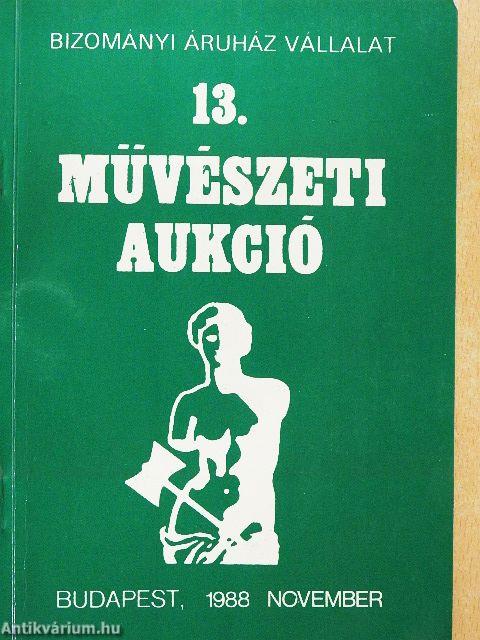 BIZOMÁNYI ÁRUHÁZ VÁLLALAT
13.
MŰVÉSZETI
AUKCIÓ
BUDAPEST, 1988 NOVEMBER
Antikvárium.hu